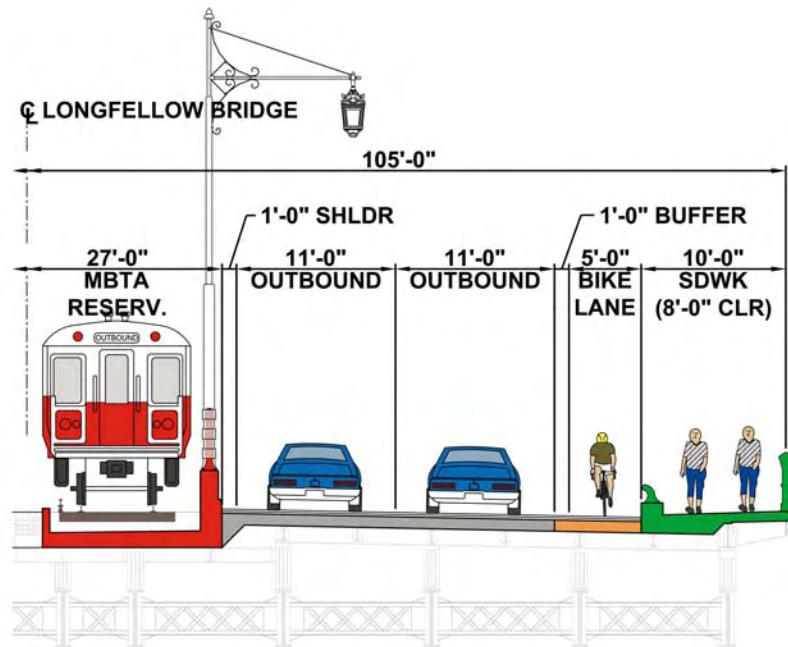 ℄ LONGFELLOW BRIDGE
105'-0"
1'-0" SHLDR
1'-0" BUFFER
27'-0"
11'-0"
11'-0"
5'-0"
10'-0"
MBTA
RESERV.
OUTBOUND
OUTBOUND
BIKE
LANE
SDWK
(8'-0" CLR)
OUTBOUND